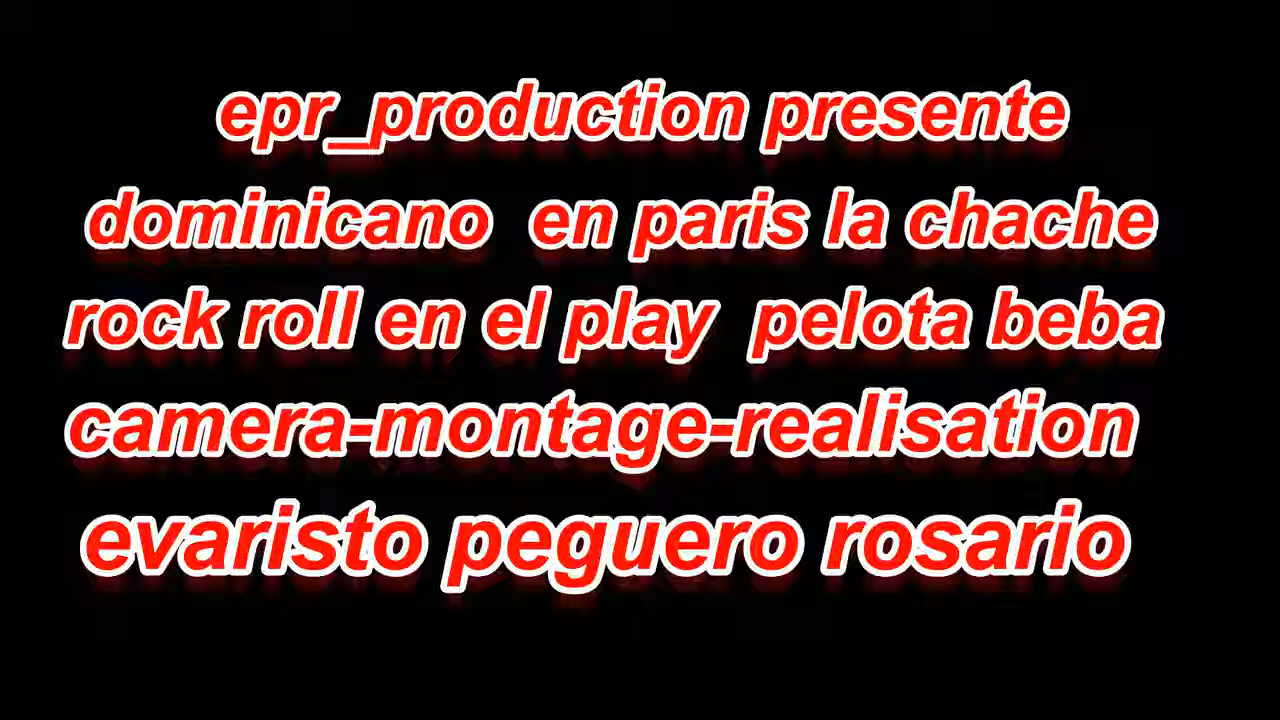 epr_production presente
dominicano en paris la chache
rock roll en el play pelota beba
camera-montage-realisation
evaristo peguero rosario